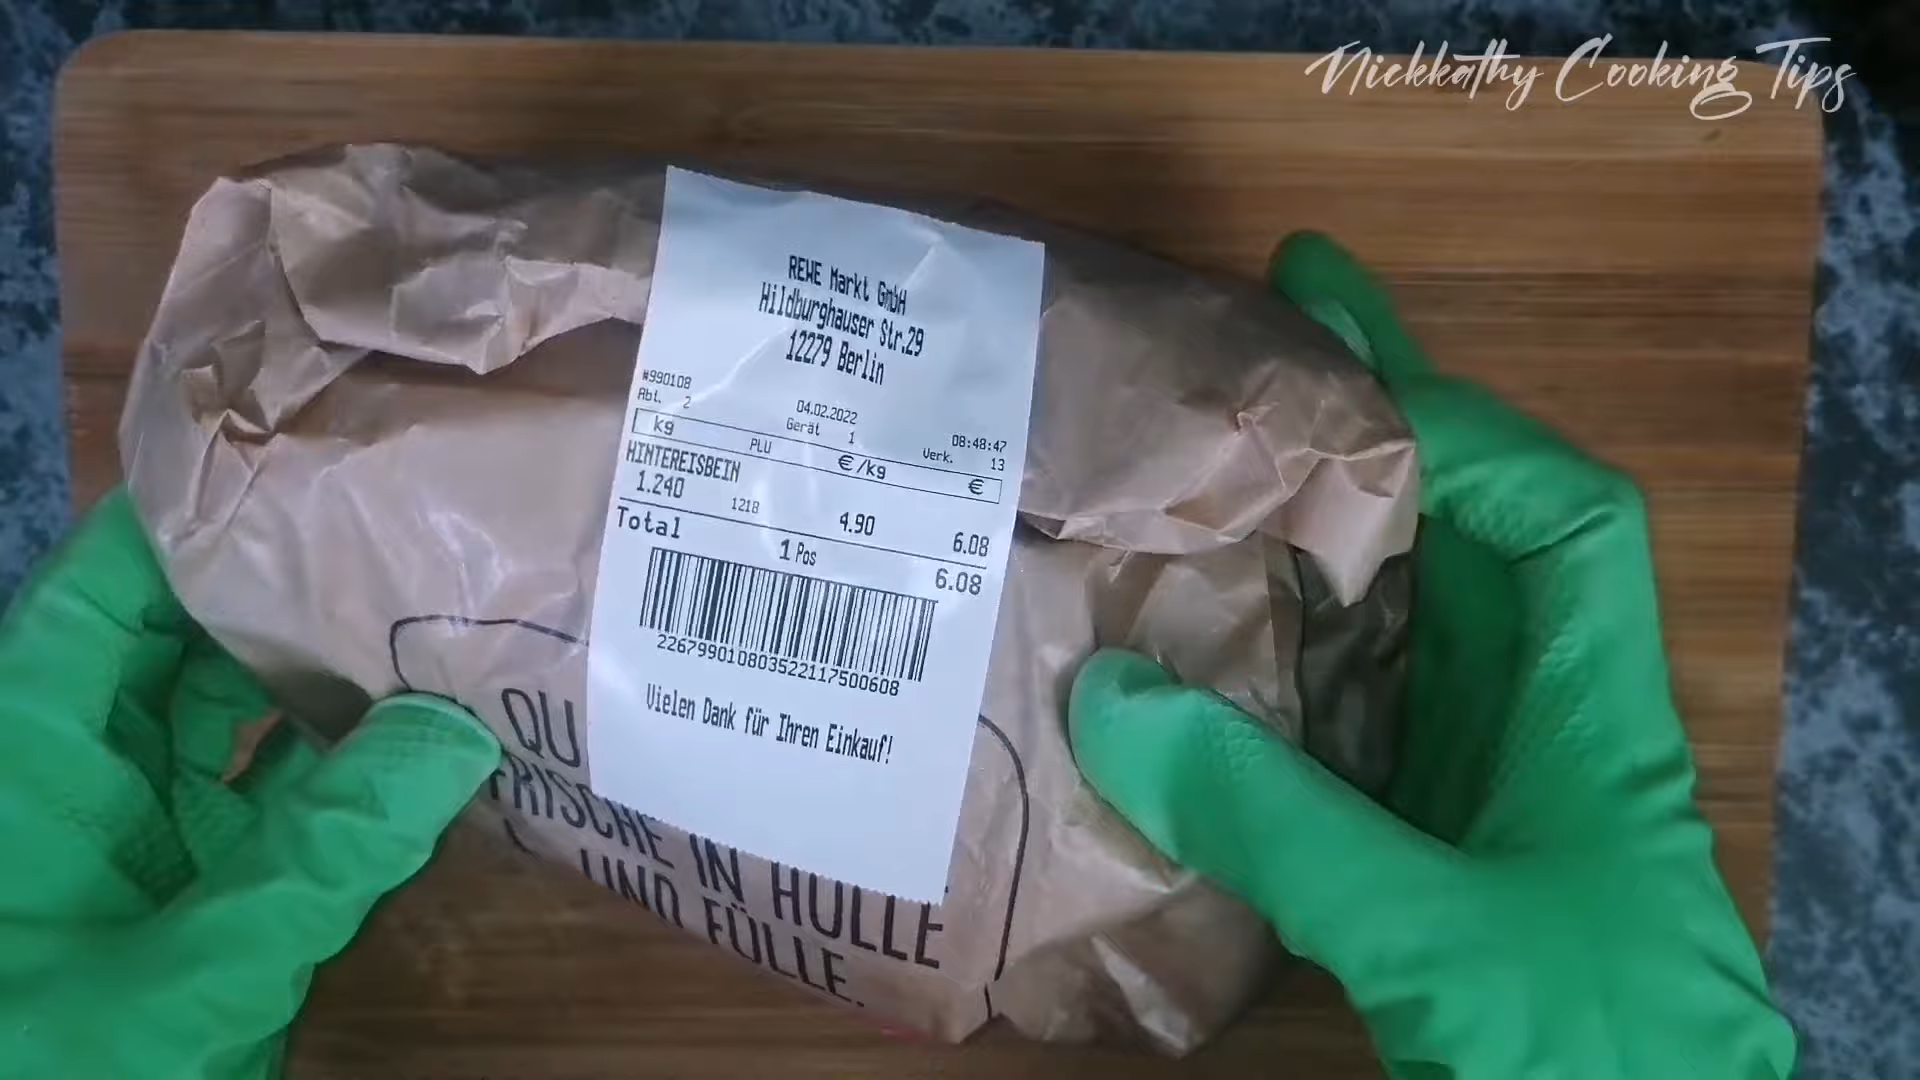 Nickkathy Cooking Tips
REWE Markt GmbH
Hildburghauser Str.29
12279 Berlin
#990108 04.02.2022 08:48:47
Abt. 2 Gerät 1 Verk. 13
kg PLU €/kg €
HINTEREISBEIN
1.240 1218 4.90 6.08
Total 1 Pos 6.08
226799010803522117500608
Vielen Dank für Ihren Einkauf!
FRISCHE IN HÜLLE
UND FÜLLE.